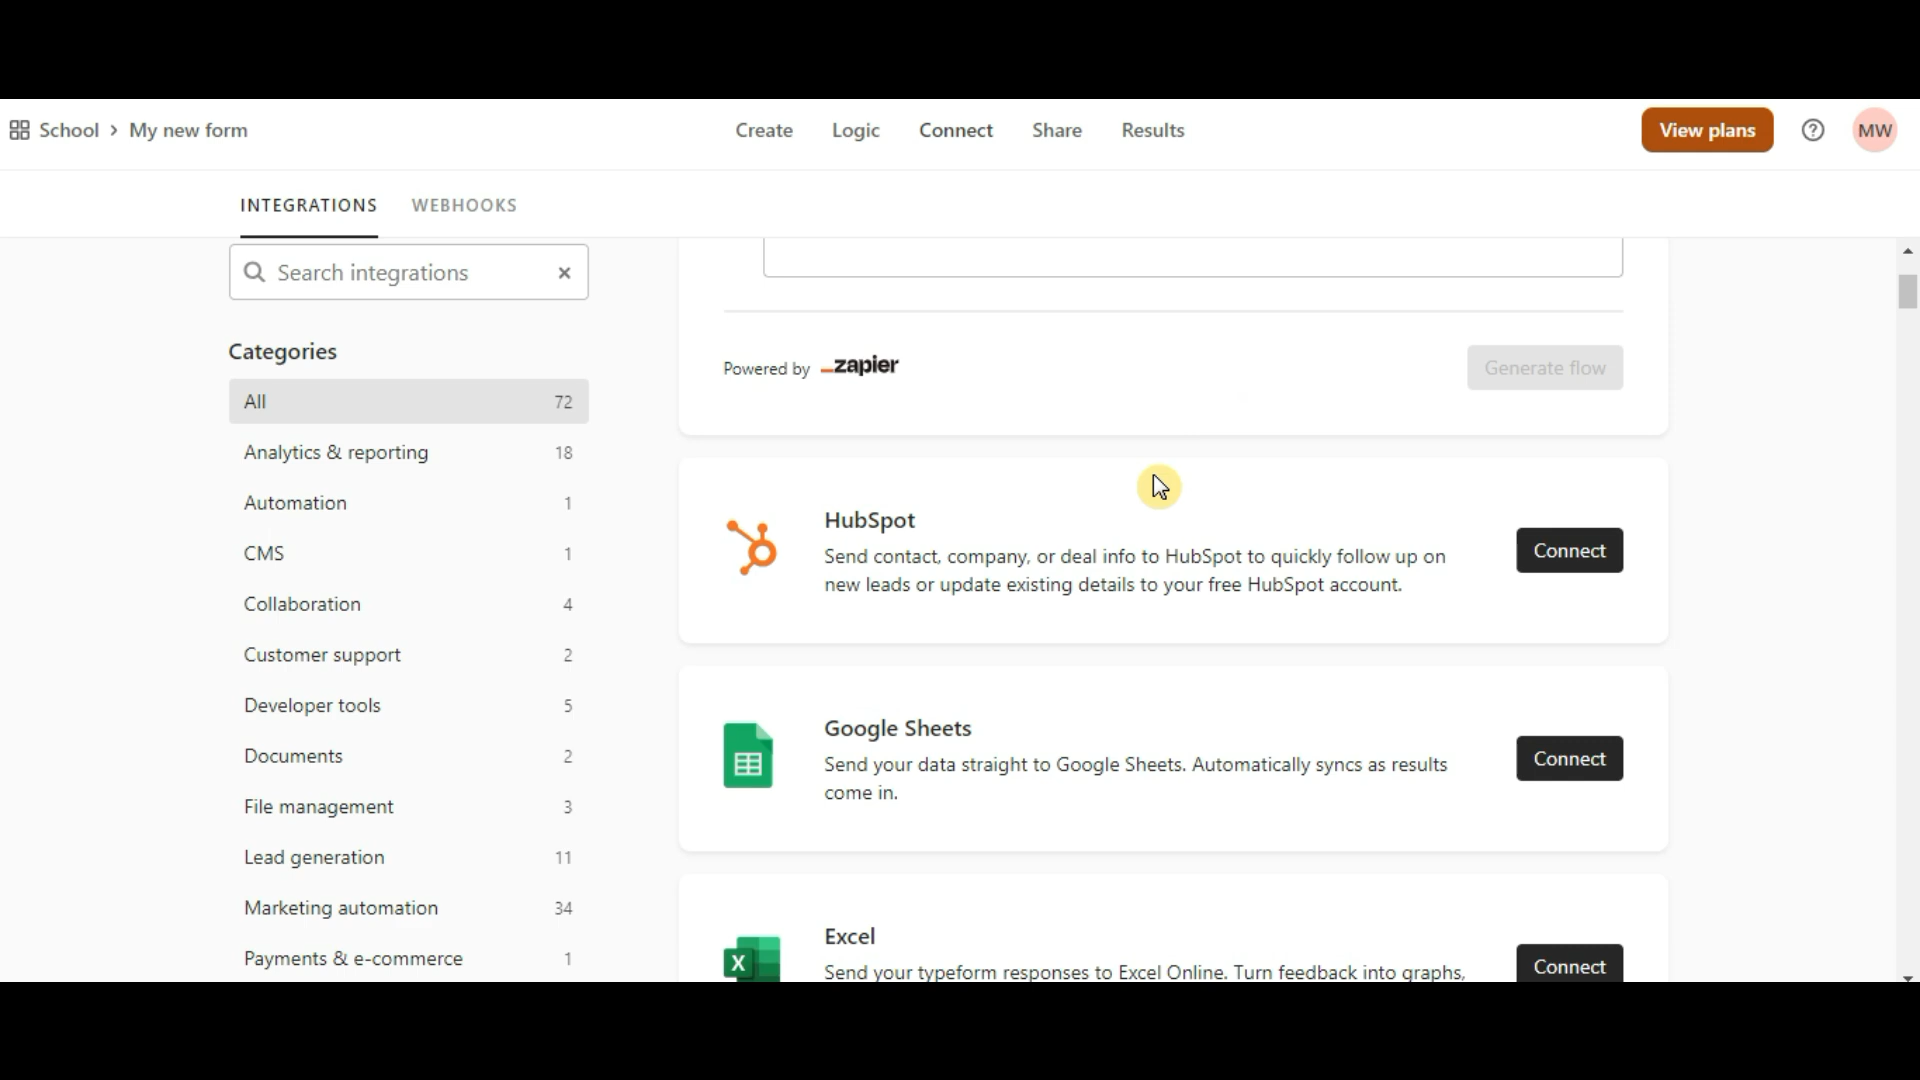 School > My new form
Create Logic Connect Share Results
View plans
MW
INTEGRATIONS WEBHOOKS
Search integrations
Categories
All 72
Analytics & reporting 18
Automation 1
CMS 1
Collaboration 4
Customer support 2
Developer tools 5
Documents 2
File management 3
Lead generation 11
Marketing automation 34
Payments & e-commerce 1
Powered by zapier
Generate flow
HubSpot
Send contact, company, or deal info to HubSpot to quickly follow up on
new leads or update existing details to your free HubSpot account.
Connect
Google Sheets
Send your data straight to Google Sheets. Automatically syncs as results
come in.
Connect
Excel
Send your typeform responses to Excel Online. Turn feedback into graphs,
Connect